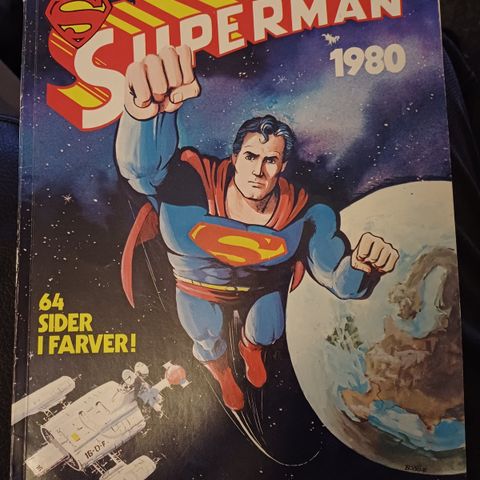 S
SUPERMAN
1980
S
64
SIDER
I FARVER!